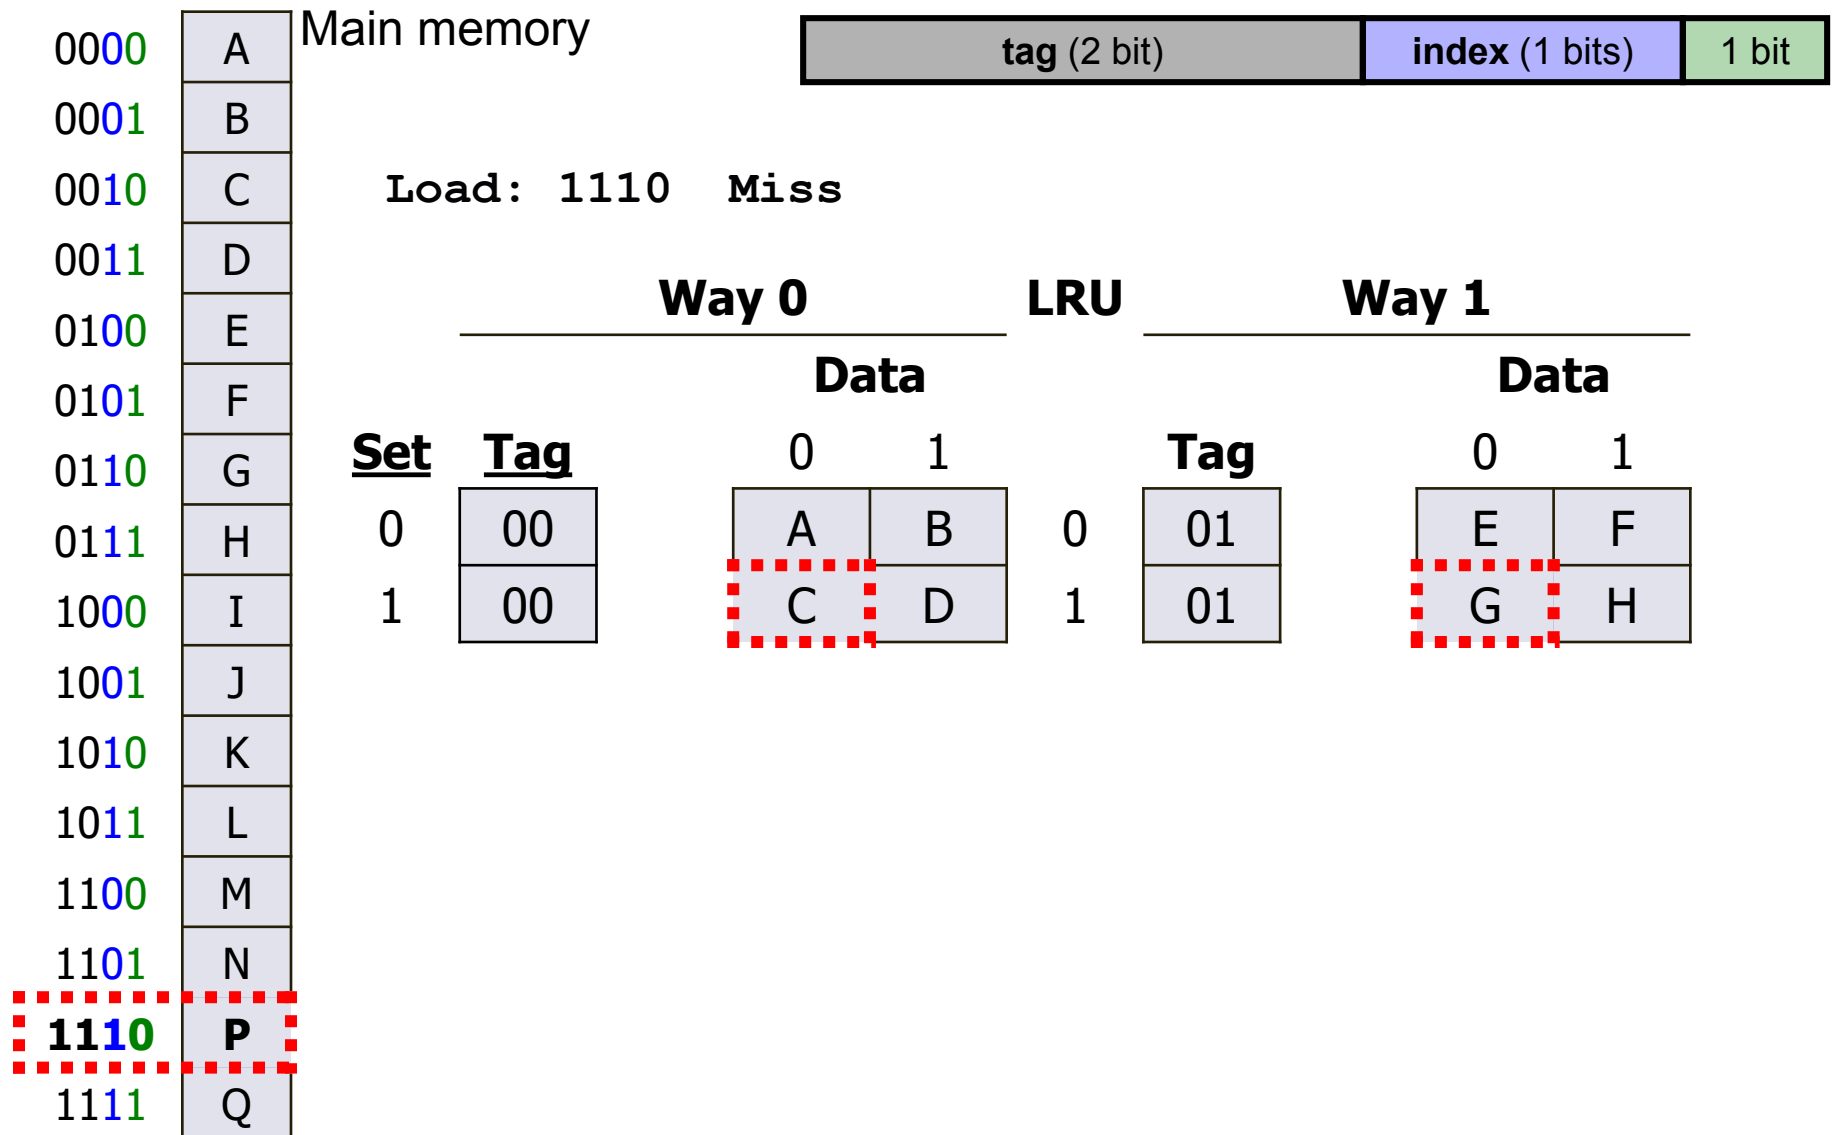 Main memory
tag (2 bit) index (1 bits) 1 bit
0000 A
0001 B
0010 C
0011 D
0100 E
0101 F
0110 G
0111 H
1000 I
1001 J
1010 K
1011 L
1100 M
1101 N
1110 P
1111 Q
Load: 1110 Miss
Way 0 LRU Way 1
Data Data
Set Tag 0 1 Tag 0 1
0 00 A B 0 01 E F
1 00 C D 1 01 G H